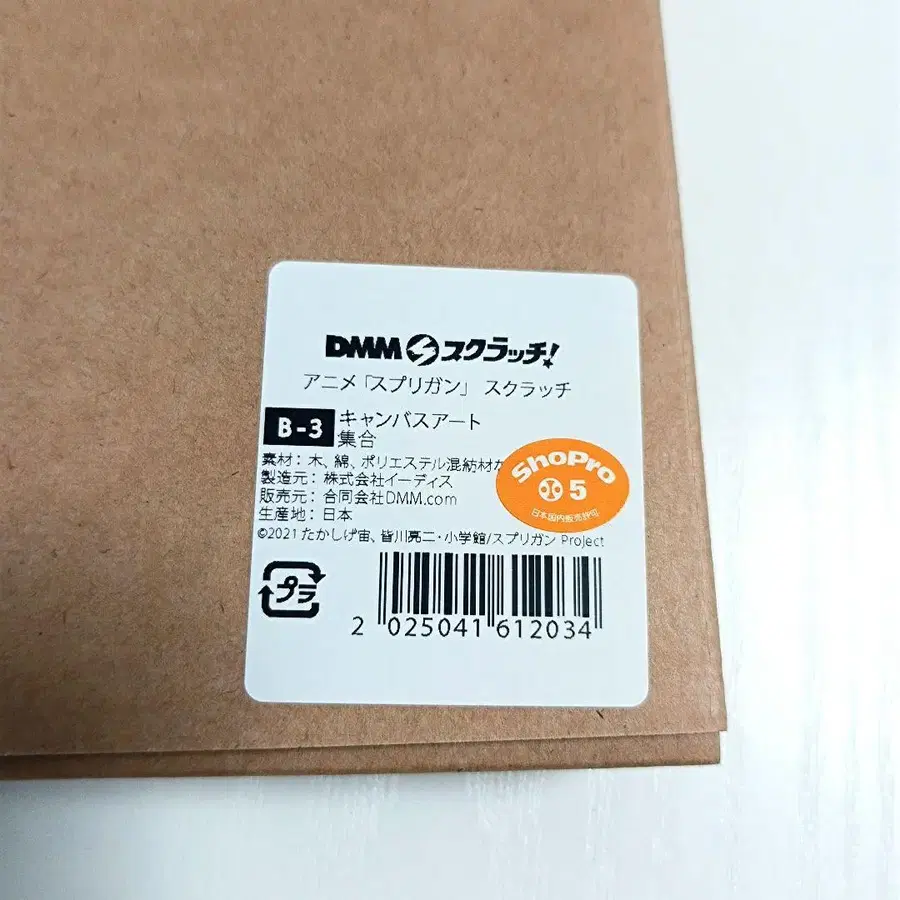 DMMスクラッチ!
アニメ「スプリガン」 スクラッチ
B-3 キャンバスアート
集合
素材：木、綿、ポリエステル混紡材
製造元：株式会社イーディス
販売元：合同会社DMM.com
生産地：日本
ShoPro
5
日本国内販売許可
©2021 たかしげ宙、皆川亮二・小学館/スプリガン Project
プラ
2 025041 612034